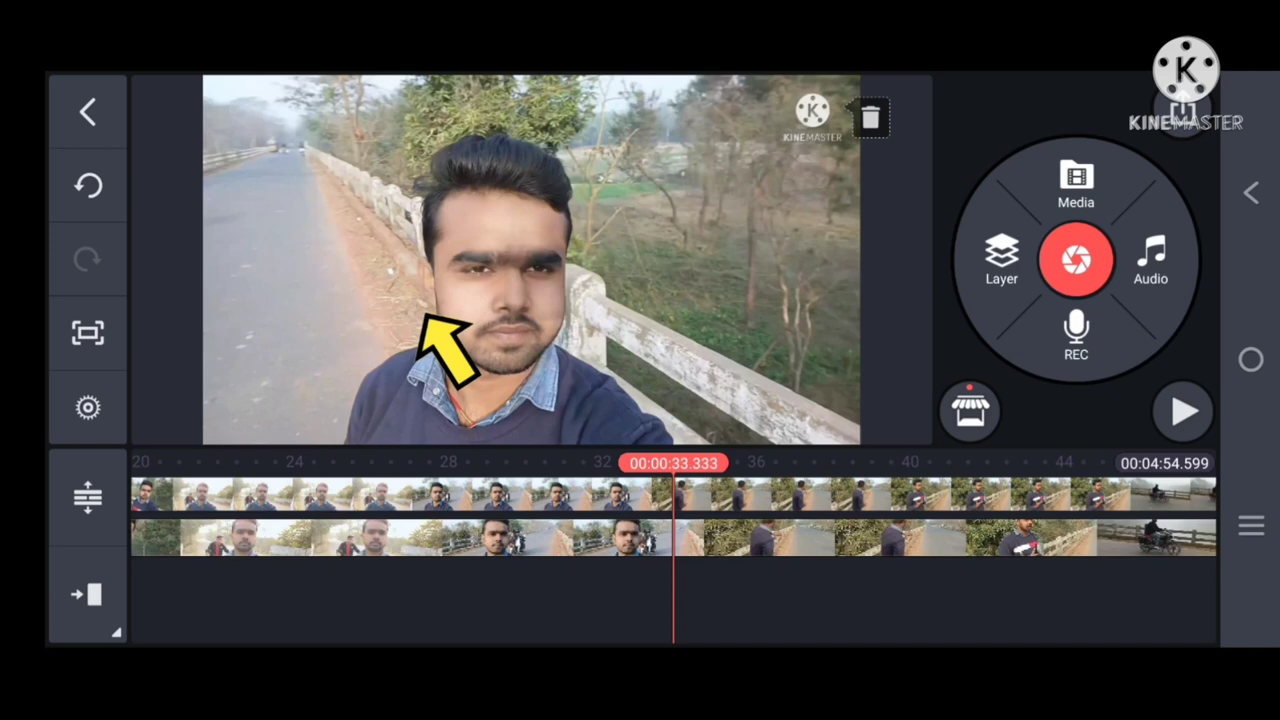 KINEMASTER
KINEMASTER
Media
Layer
Audio
REC
20
24
28
32
00:00:33.333
36
40
44
00:04:54.599